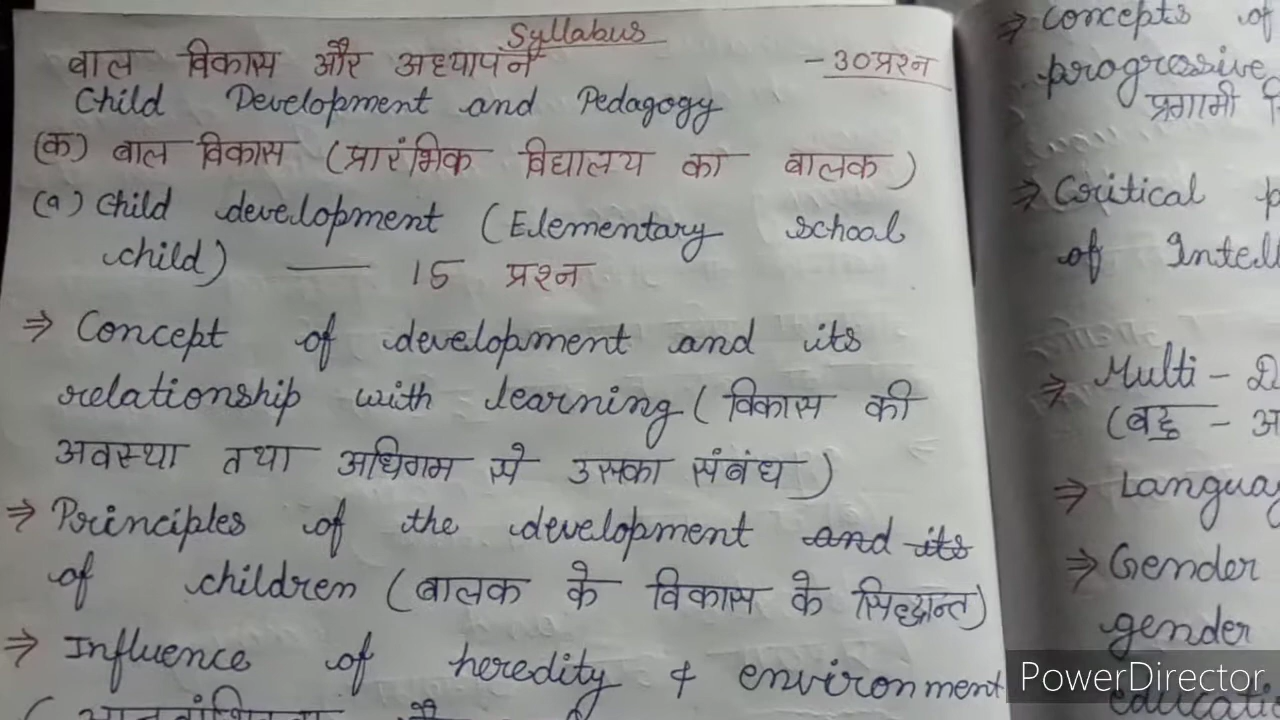 Syllabus
बाल विकास और अध्यापन - 30 प्रश्न
Child Development and Pedagogy
(क) बाल विकास (प्रारंभिक विद्यालय का बालक)
(a) Child development (Elementary school
child) — 15 प्रश्न
⇒ Concept of development and its
relationship with learning (विकास की
अवस्था तथा अधिगम से उसका संबंध)
⇒ Principles of the development and its
of children (बालक के विकास के सिद्धान्त)
⇒ Influence of heredity & environment
⇒ Concepts of
progressive
प्रगामी
⇒ Critical
of
⇒ Multi -
(बहु -
⇒
⇒ Gender
gender
PowerDirector